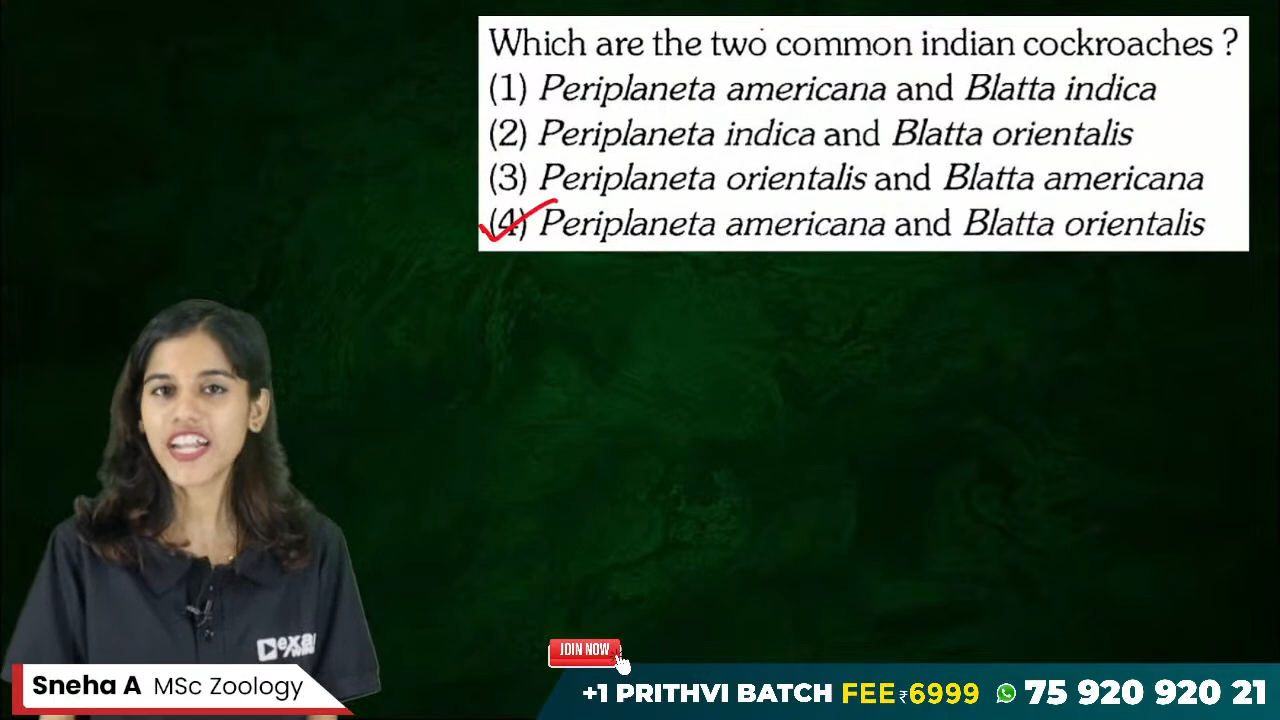 Which are the two common indian cockroaches ?
(1) Periplaneta americana and Blatta indica
(2) Periplaneta indica and Blatta orientalis
(3) Periplaneta orientalis and Blatta americana
(4) Periplaneta americana and Blatta orientalis
JOIN NOW
Sneha A MSc Zoology
+1 PRITHVI BATCH FEE ₹6999 75 920 920 21